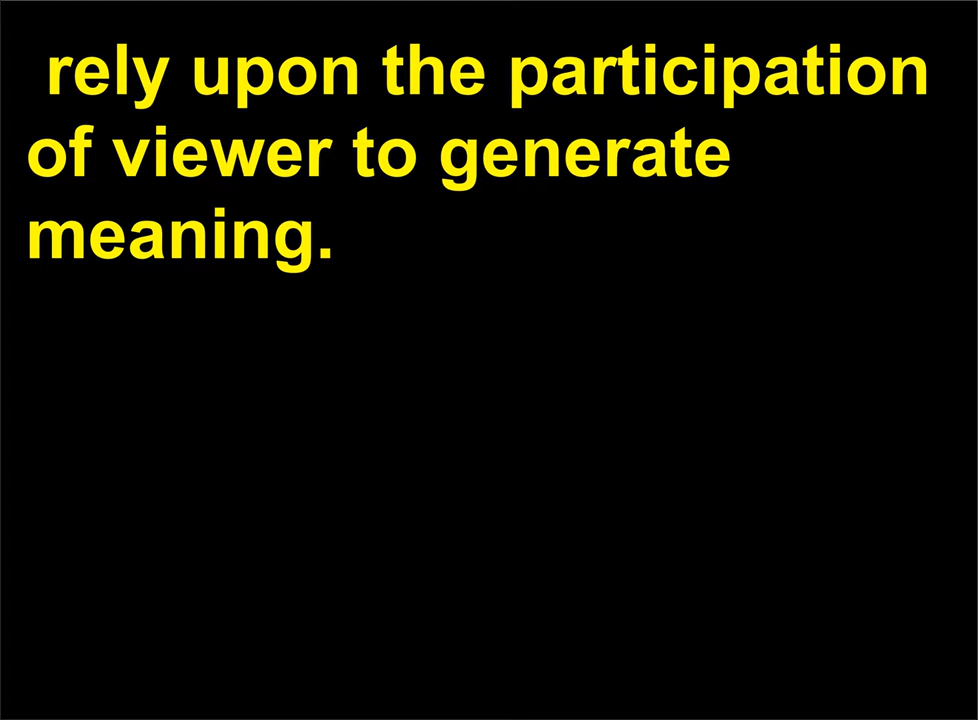 rely upon the participation
of viewer to generate
meaning.